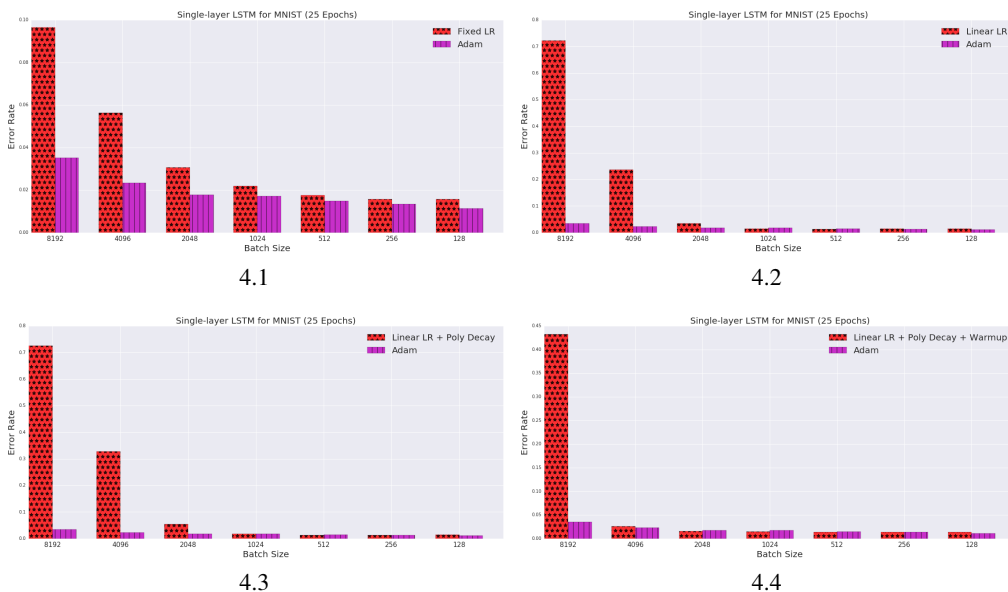 Single-layer LSTM for MNIST (25 Epochs)
Fixed LR
Adam
Error Rate
0.10
0.08
0.06
0.04
0.02
0.00
8192 4096 2048 1024 512 256 128
Batch Size
4.1
Single-layer LSTM for MNIST (25 Epochs)
Linear LR
Adam
Error Rate
0.8
0.7
0.6
0.5
0.4
0.3
0.2
0.1
0.0
8192 4096 2048 1024 512 256 128
Batch Size
4.2
Single-layer LSTM for MNIST (25 Epochs)
Linear LR + Poly Decay
Adam
Error Rate
0.8
0.7
0.6
0.5
0.4
0.3
0.2
0.1
0.0
8192 4096 2048 1024 512 256 128
Batch Size
4.3
Single-layer LSTM for MNIST (25 Epochs)
Linear LR + Poly Decay + Warmup
Adam
Error Rate
0.45
0.40
0.35
0.30
0.25
0.20
0.15
0.10
0.05
0.00
8192 4096 2048 1024 512 256 128
Batch Size
4.4